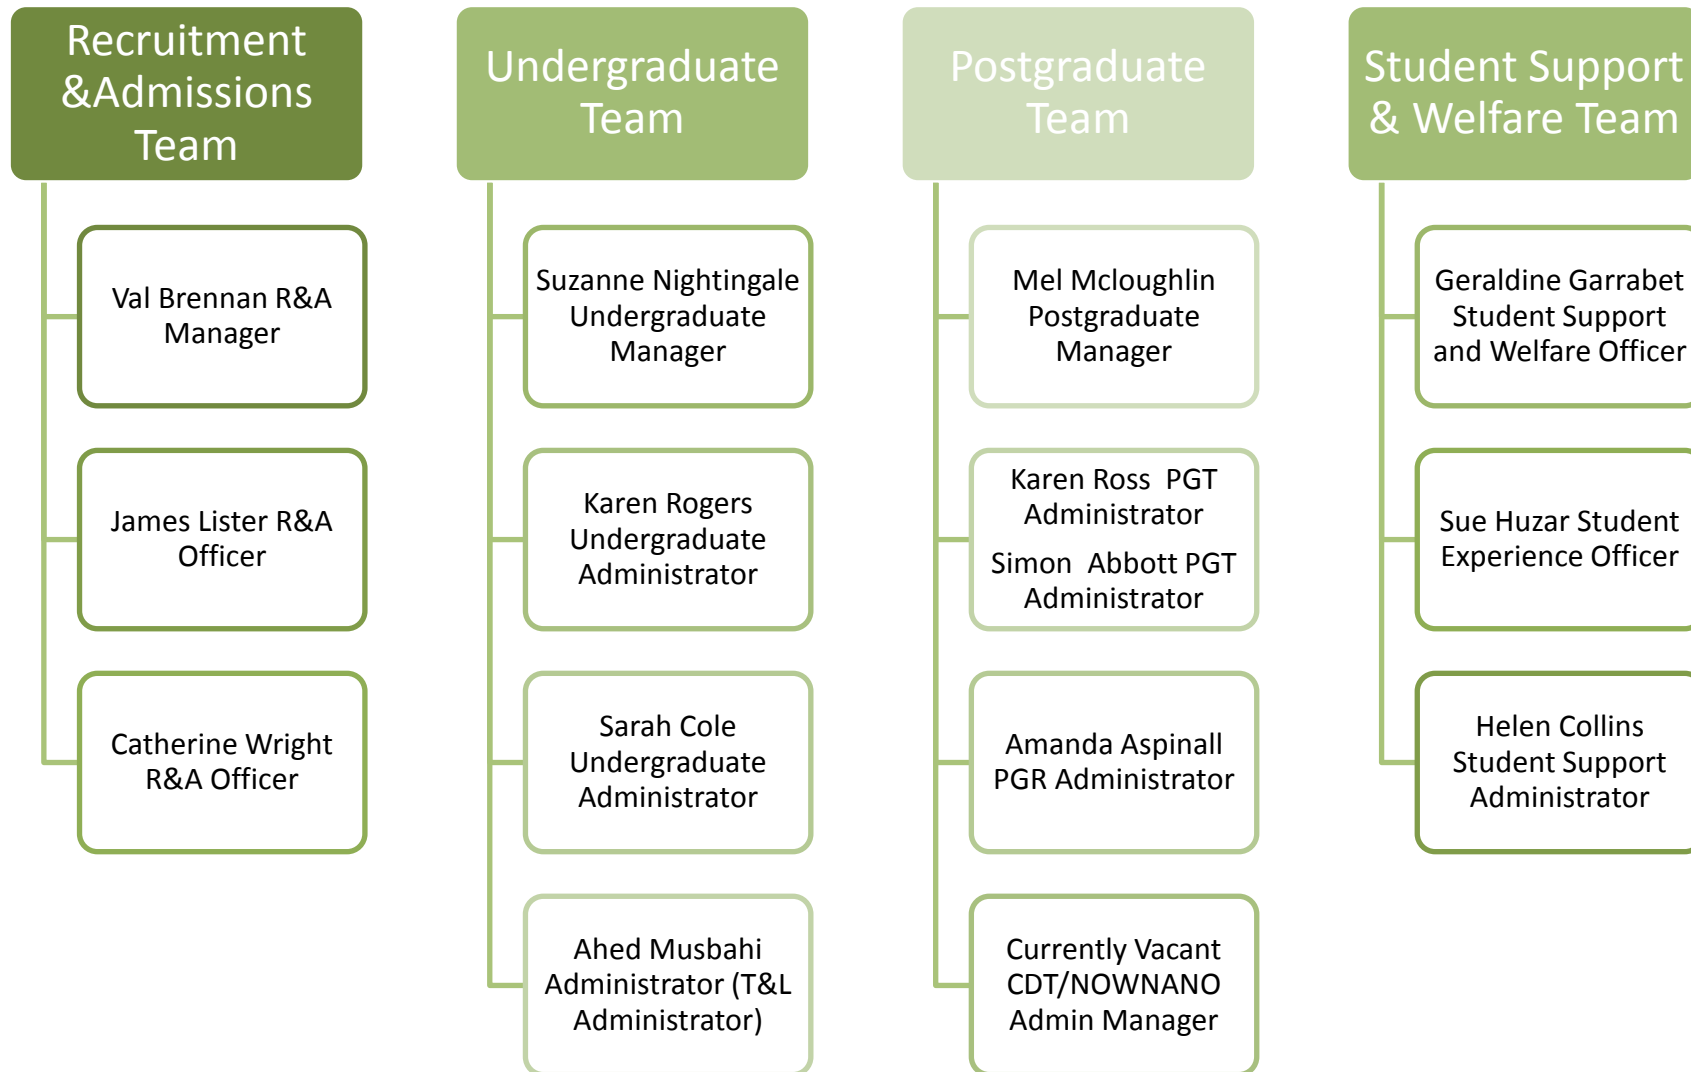 Recruitment
&Admissions
Team
Val Brennan R&A
Manager
James Lister R&A
Officer
Catherine Wright
R&A Officer
Undergraduate
Team
Suzanne Nightingale
Undergraduate
Manager
Karen Rogers
Undergraduate
Administrator
Sarah Cole
Undergraduate
Administrator
Ahed Musbahi
Administrator (T&L
Administrator)
Postgraduate
Team
Mel Mcloughlin
Postgraduate
Manager
Karen Ross  PGT
Administrator
Simon  Abbott PGT
Administrator
Amanda Aspinall
PGR Administrator
Currently Vacant
CDT/NOWNANO
Admin Manager
Student Support
& Welfare Team
Geraldine Garrabet
Student Support
and Welfare Officer
Sue Huzar Student
Experience Officer
Helen Collins
Student Support
Administrator